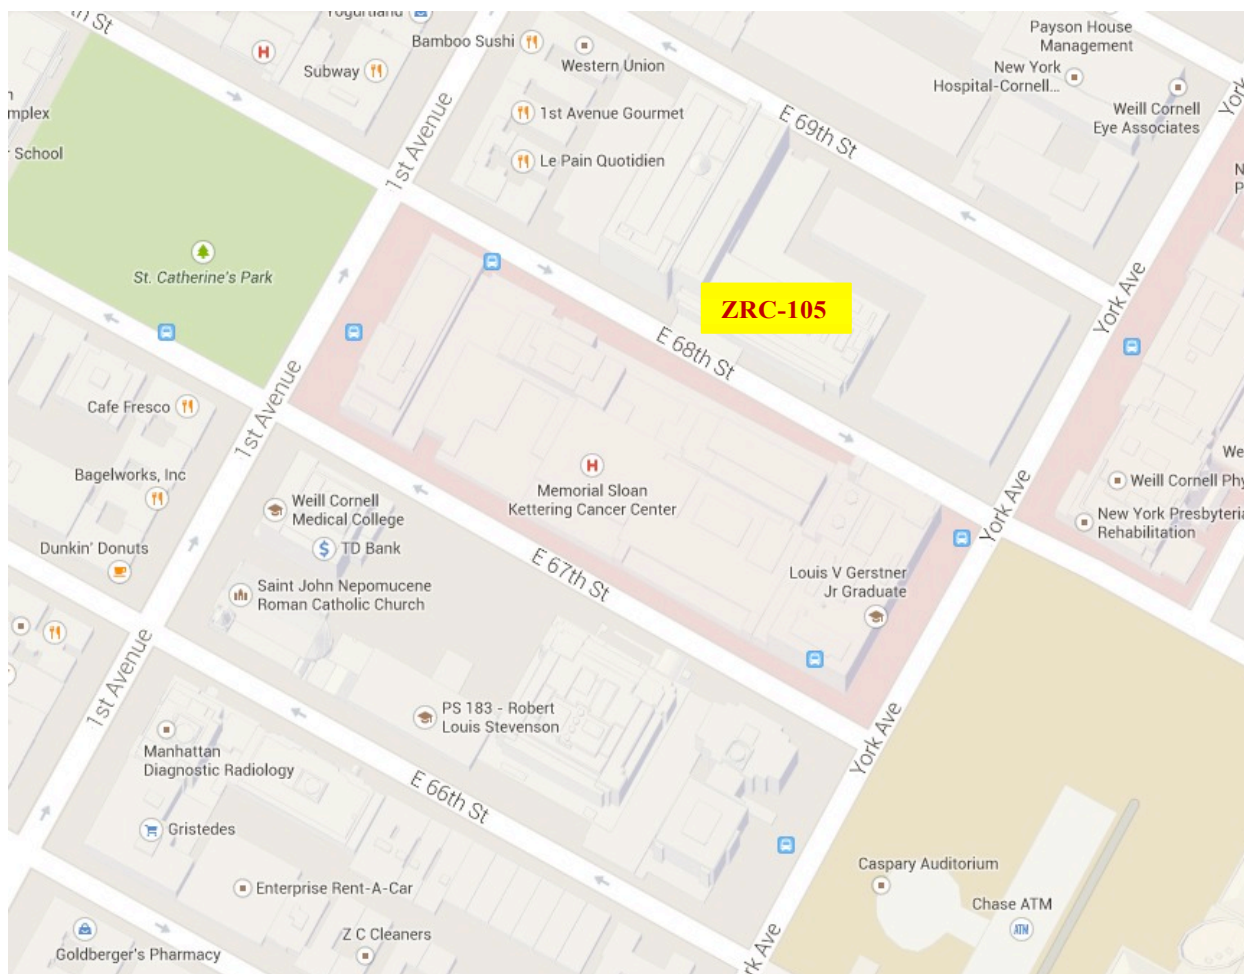 th St
Yogurtland
H
Bamboo Sushi
Western Union
Payson House
Management
Subway
New York
Hospital-Cornell...
Weill Cornell
Eye Associates
York
mplex
School
1st Avenue
1st Avenue Gourmet
Le Pain Quotidien
E 69th St
N
P
St. Catherine's Park
ZRC-105
York Ave
E 68th St
1st Avenue
Cafe Fresco
Bagelworks, Inc
H
Memorial Sloan
Kettering Cancer Center
We
Weill Cornell Phy
New York Presbyteria
Rehabilitation
York Ave
Weill Cornell
Medical College
$
TD Bank
Dunkin' Donuts
Saint John Nepomucene
Roman Catholic Church
E 67th St
Louis V Gerstner
Jr Graduate
1st Avenue
PS 183 - Robert
Louis Stevenson
York Ave
Manhattan
Diagnostic Radiology
E 66th St
Gristedes
Caspary Auditorium
Enterprise Rent-A-Car
Chase ATM
ATM
Z C Cleaners
Goldberger's Pharmacy
rk Ave